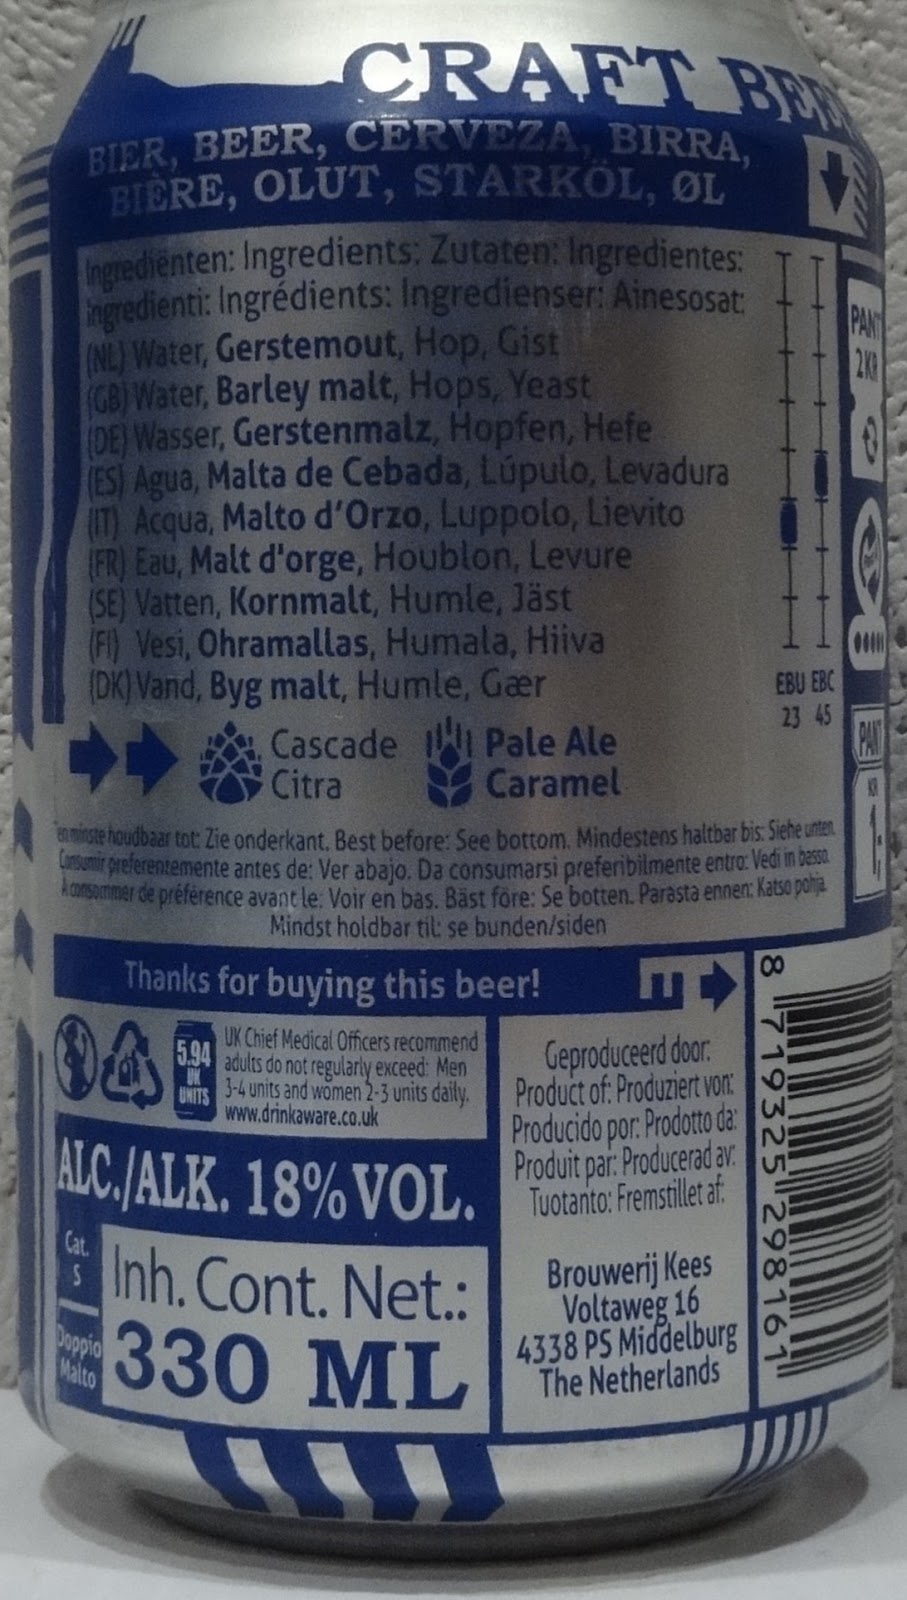 CRAFT BEER
BIER, BEER, CERVEZA, BIRRA,
BIÈRE, OLUT, STARKÖL, ØL
Ingrediënten: Ingredients: Zutaten: Ingredientes:
Ingredienti: Ingrédients: Ingredienser: Ainesosat:
(NL) Water, Gerstemout, Hop, Gist
(GB) Water, Barley malt, Hops, Yeast
(DE) Wasser, Gerstenmalz, Hopfen, Hefe
(ES) Agua, Malta de Cebada, Lúpulo, Levadura
(IT) Acqua, Malto d'Orzo, Luppolo, Lievito
(FR) Eau, Malt d'orge, Houblon, Levure
(SE) Vatten, Kornmalt, Humle, Jäst
(FI) Vesi, Ohramallas, Humala, Hiiva
(DK) Vand, Byg malt, Humle, Gær
EBU EBC
23 45
PANT
2 KR
PANT
KR
1,-
Cascade
Citra
Pale Ale
Caramel
Ten minste houdbaar tot: Zie onderkant. Best before: See bottom. Mindestens haltbar bis: Siehe unten.
Consumir preferentemente antes de: Ver abajo. Da consumarsi preferibilmente entro: Vedi in basso.
À consommer de préférence avant le: Voir en bas. Bäst före: Se botten. Parasta ennen: Katso pohja.
Mindst holdbar til: se bunden/siden
Thanks for buying this beer!
5.94
UK
UNITS
UK Chief Medical Officers recommend
adults do not regularly exceed: Men
3-4 units and women 2-3 units daily.
www.drinkaware.co.uk
ALC./ALK. 18% VOL.
Cat.
S
Doppio
Malto
Inh. Cont. Net.:
330 ML
Geproduceerd door:
Product of: Produziert von:
Producido por: Prodotto da:
Produit par: Producerad av:
Tuotanto: Fremstillet af:
Brouwerij Kees
Voltaweg 16
4338 PS Middelburg
The Netherlands
8 719325 298161